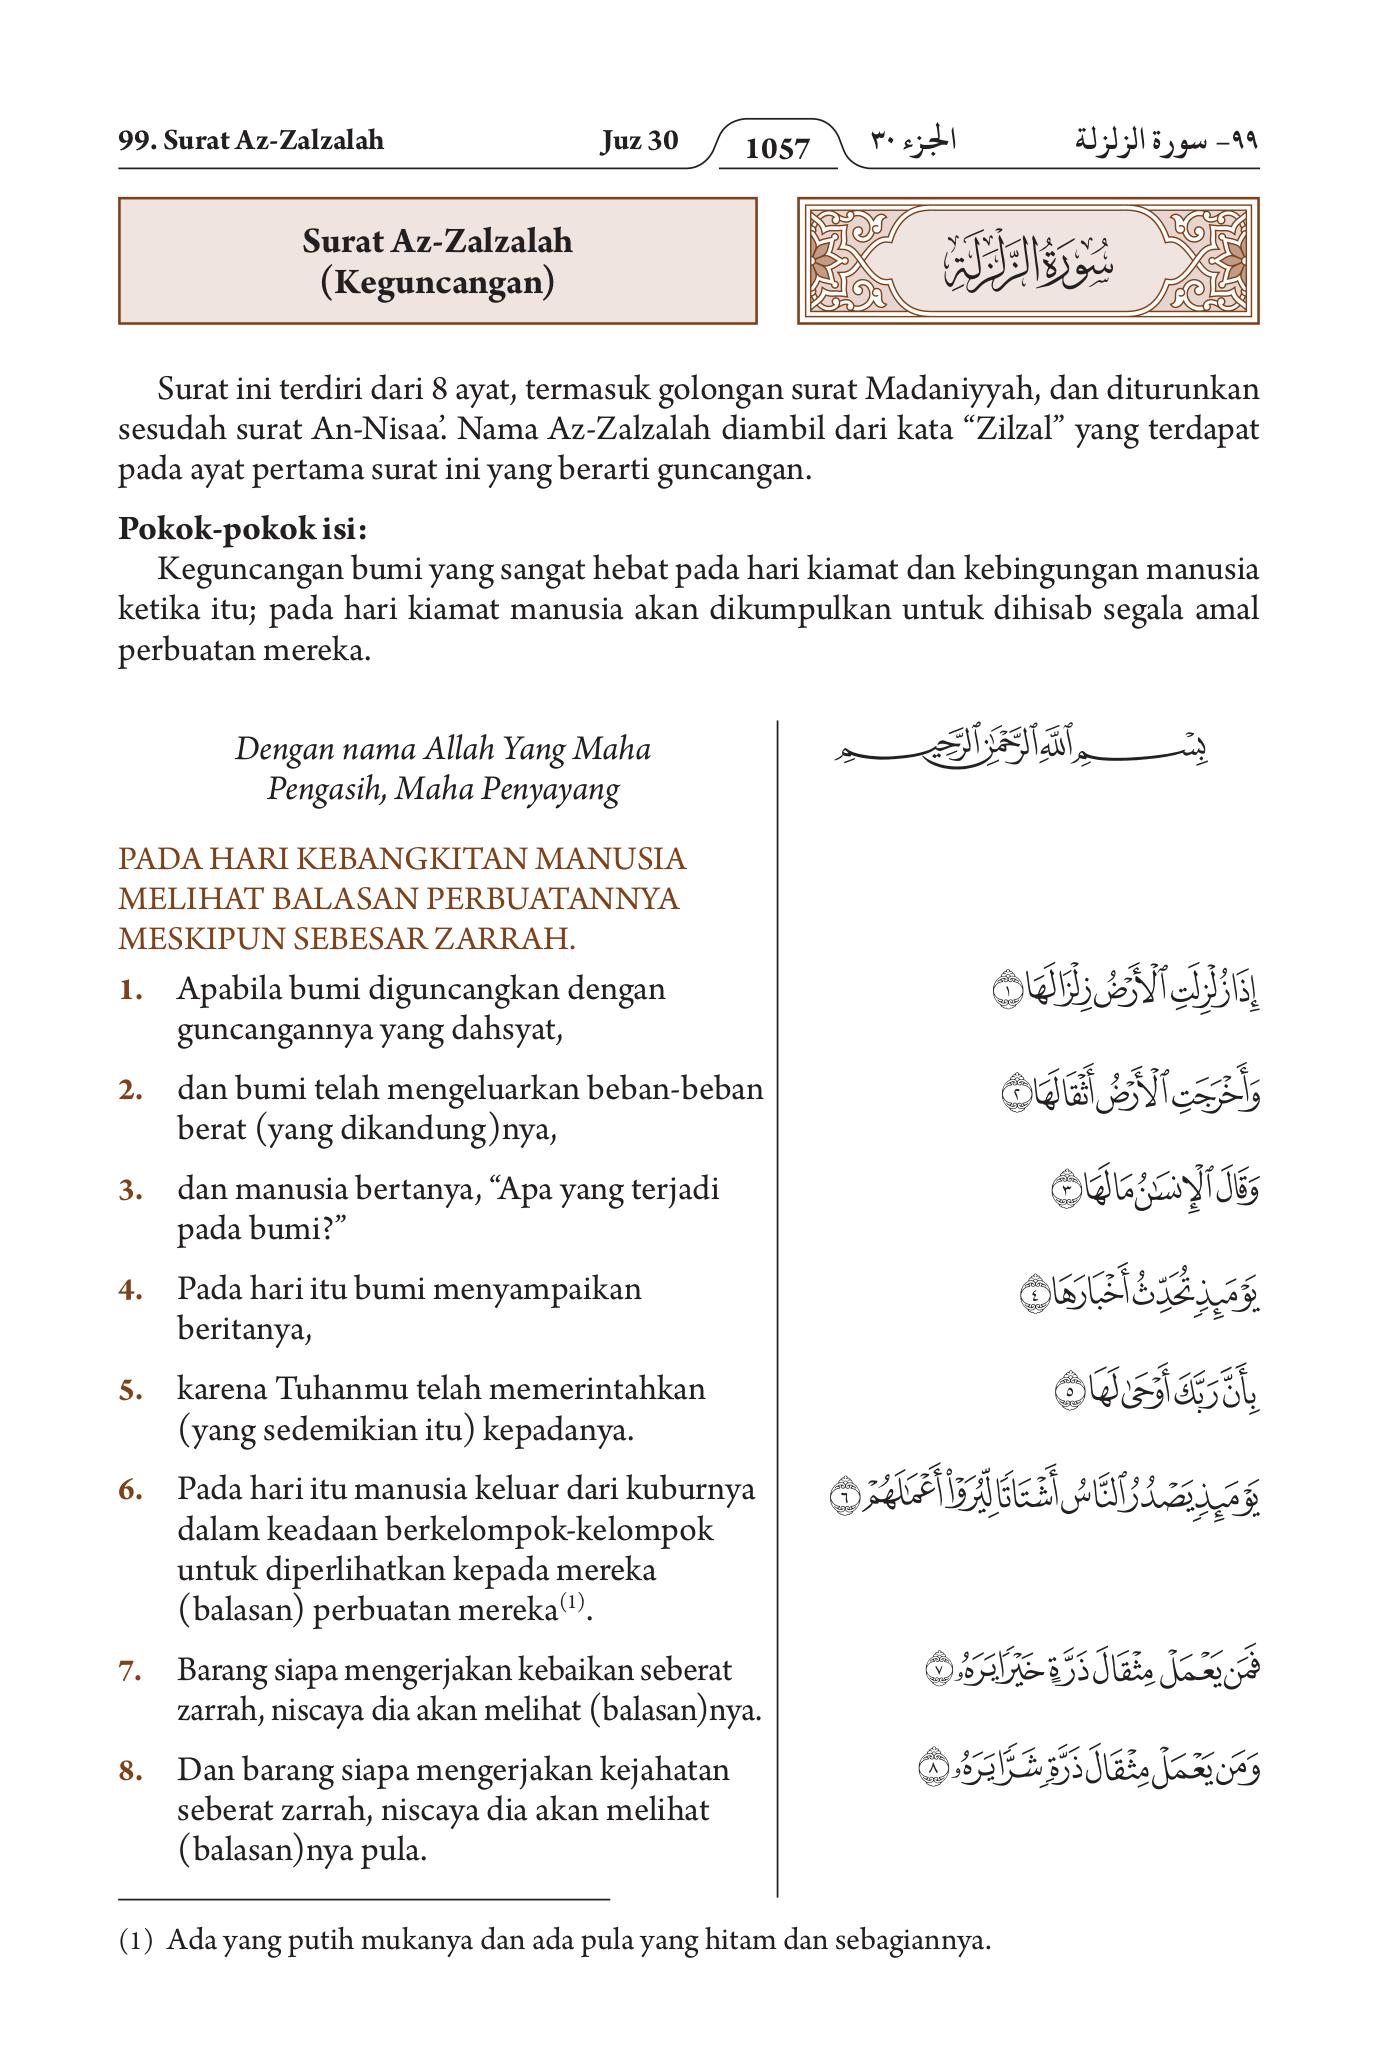 99. Surat Az-Zalzalah Juz 30 1057 الجزء ٣٠ ٩٩- سورة الزلزلة
Surat Az-Zalzalah
(Keguncangan)
سُورَةُ الزَّلْزَلَةِ
Surat ini terdiri dari 8 ayat, termasuk golongan surat Madaniyyah, dan diturunkan
sesudah surat An-Nisaa’. Nama Az-Zalzalah diambil dari kata “Zilzal” yang terdapat
pada ayat pertama surat ini yang berarti guncangan.
Pokok-pokok isi:
Keguncangan bumi yang sangat hebat pada hari kiamat dan kebingungan manusia
ketika itu; pada hari kiamat manusia akan dikumpulkan untuk dihisab segala amal
perbuatan mereka.
Dengan nama Allah Yang Maha
Pengasih, Maha Penyayang
PADA HARI KEBANGKITAN MANUSIA
MELIHAT BALASAN PERBUATANNYA
MESKIPUN SEBESAR ZARRAH.
1. Apabila bumi diguncangkan dengan
guncangannya yang dahsyat,
2. dan bumi telah mengeluarkan beban-beban
berat (yang dikandung)nya,
3. dan manusia bertanya, “Apa yang terjadi
pada bumi?”
4. Pada hari itu bumi menyampaikan
beritanya,
5. karena Tuhanmu telah memerintahkan
(yang sedemikian itu) kepadanya.
6. Pada hari itu manusia keluar dari kuburnya
dalam keadaan berkelompok-kelompok
untuk diperlihatkan kepada mereka
(balasan) perbuatan mereka(1).
7. Barang siapa mengerjakan kebaikan seberat
zarrah, niscaya dia akan melihat (balasan)nya.
8. Dan barang siapa mengerjakan kejahatan
seberat zarrah, niscaya dia akan melihat
(balasan)nya pula.
بِسْمِ ٱللَّهِ ٱلرَّحْمَٰنِ ٱلرَّحِيمِ
إِذَا زُلْزِلَتِ ٱلْأَرْضُ زِلْزَالَهَا ١
وَأَخْرَجَتِ ٱلْأَرْضُ أَثْقَالَهَا ٢
وَقَالَ ٱلْإِنسَٰنُ مَا لَهَا ٣
يَوْمَئِذٍ تُحَدِّثُ أَخْبَارَهَا ٤
بِأَنَّ رَبَّكَ أَوْحَىٰ لَهَا ٥
يَوْمَئِذٍ يَصْدُرُ ٱلنَّاسُ أَشْتَاتًا لِّيُرَوْا۟ أَعْمَٰلَهُمْ ٦
فَمَن يَعْمَلْ مِثْقَالَ ذَرَّةٍ خَيْرًا يَرَهُۥ ٧
وَمَن يَعْمَلْ مِثْقَالَ ذَرَّةٍ شَرًّا يَرَهُۥ ٨
(1) Ada yang putih mukanya dan ada pula yang hitam dan sebagiannya.